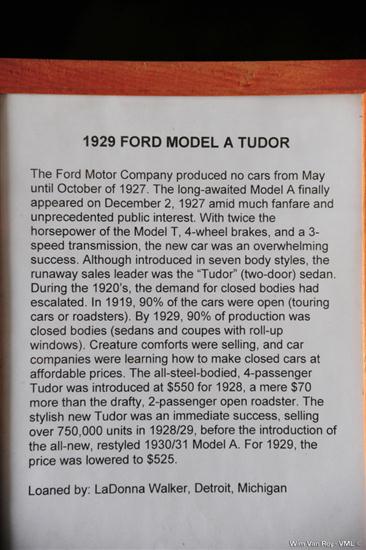 1929 FORD MODEL A TUDOR
The Ford Motor Company produced no cars from May
until October of 1927. The long-awaited Model A finally
appeared on December 2, 1927 amid much fanfare and
unprecedented public interest. With twice the
horsepower of the Model T, 4-wheel brakes, and a 3-
speed transmission, the new car was an overwhelming
success. Although introduced in seven body styles, the
runaway sales leader was the “Tudor” (two-door) sedan.
During the 1920’s, the demand for closed bodies had
escalated. In 1919, 90% of the cars were open (touring
cars or roadsters). By 1929, 90% of production was
closed bodies (sedans and coupes with roll-up
windows). Creature comforts were selling, and car
companies were learning how to make closed cars at
affordable prices. The all-steel-bodied, 4-passenger
Tudor was introduced at $550 for 1928, a mere $70
more than the drafty, 2-passenger open roadster. The
stylish new Tudor was an immediate success, selling
over 750,000 units in 1928/29, before the introduction of
the all-new, restyled 1930/31 Model A. For 1929, the
price was lowered to $525.
Loaned by: LaDonna Walker, Detroit, Michigan
Wim Van Roy - VML ©